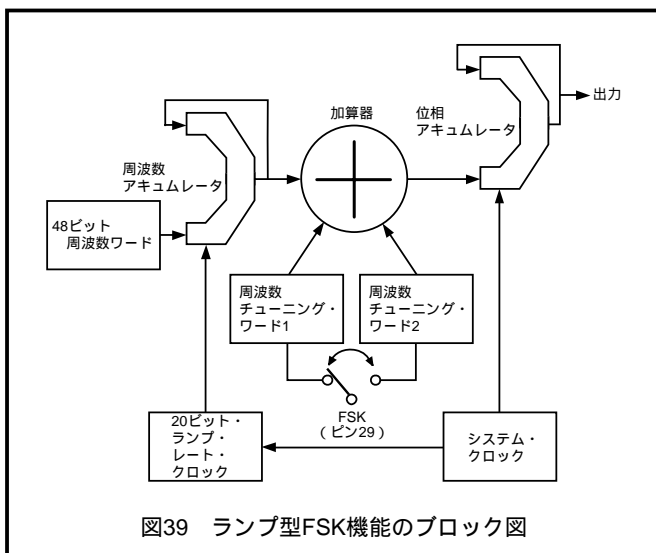 加算器
位相
アキュムレータ
出力
周波数
アキュムレータ
48ビット
周波数ワード
周波数
チューニング・
ワード1
周波数
チューニング・
ワード2
FSK
(ピン29)
20ビット・
ランプ・
レート・
クロック
システム・
クロック
図39 ランプ型FSK機能のブロック図